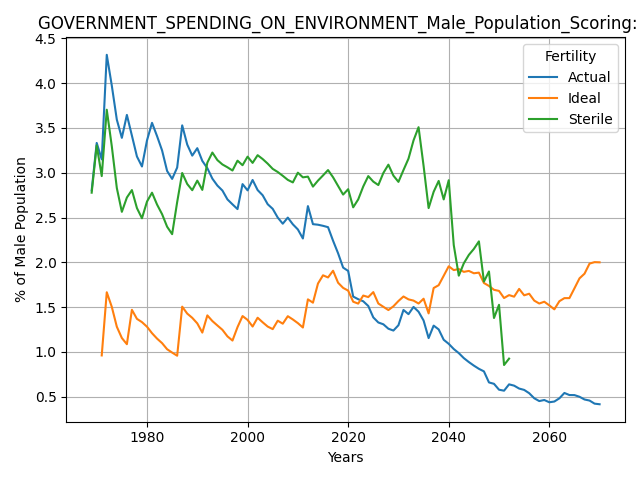 GOVERNMENT_SPENDING_ON_ENVIRONMENT_Male_Population_Scoring:
Fertility
Actual
Ideal
Sterile
% of Male Population
4.5
4.0
3.5
3.0
2.5
2.0
1.5
1.0
0.5
1980 2000 2020 2040 2060
Years